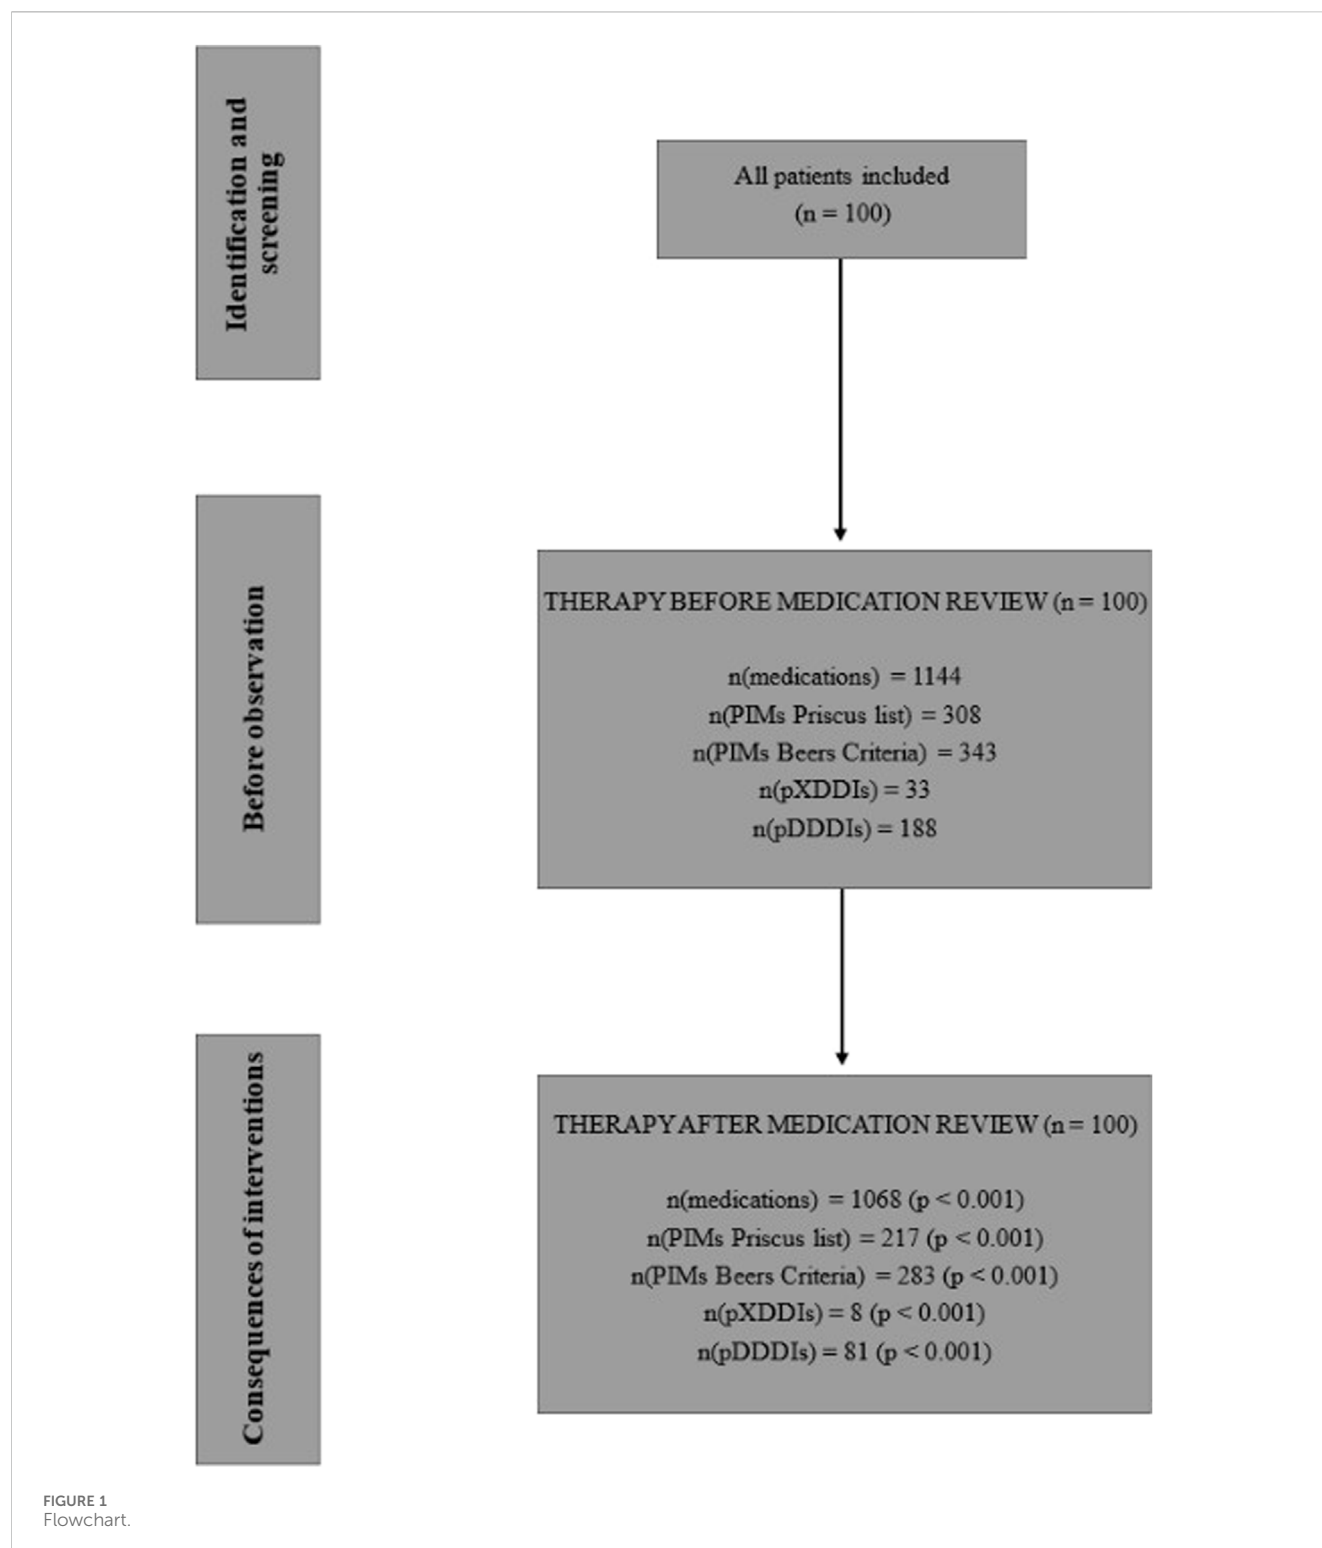 Identification and
screening
All patients included
(n = 100)
Before observation
THERAPY BEFORE MEDICATION REVIEW (n = 100)
n(medications) = 1144
n(PIMs Priscus list) = 308
n(PIMs Beers Criteria) = 343
n(pXDDIs) = 33
n(pDDDIs) = 188
Consequences of interventions
THERAPY AFTER MEDICATION REVIEW (n = 100)
n(medications) = 1068 (p < 0.001)
n(PIMs Priscus list) = 217 (p < 0.001)
n(PIMs Beers Criteria) = 283 (p < 0.001)
n(pXDDIs) = 8 (p < 0.001)
n(pDDDIs) = 81 (p < 0.001)
FIGURE 1
Flowchart.